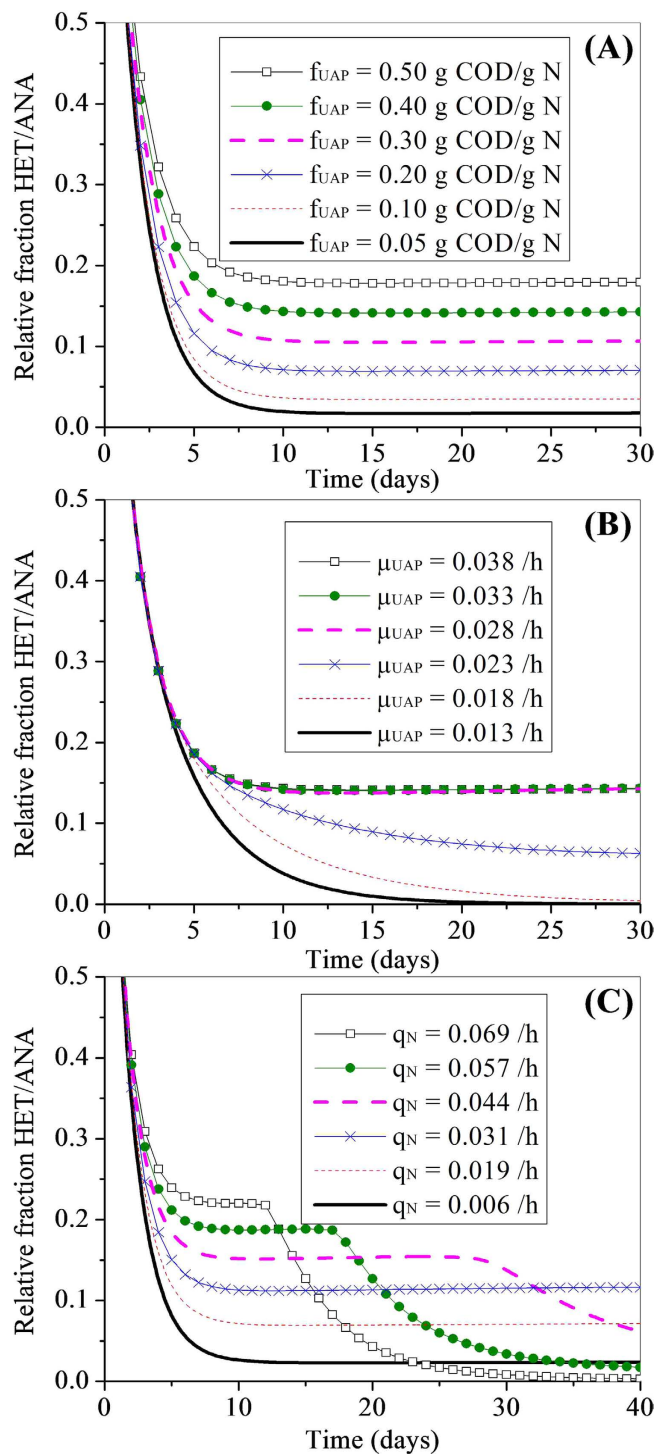 (A)
0.5
0.4
0.3
0.2
0.1
0.0
Relative fraction HET/ANA
fUAP = 0.50 g COD/g N
fUAP = 0.40 g COD/g N
fUAP = 0.30 g COD/g N
fUAP = 0.20 g COD/g N
fUAP = 0.10 g COD/g N
fUAP = 0.05 g COD/g N
0 5 10 15 20 25 30
Time (days)
(B)
0.5
0.4
0.3
0.2
0.1
0.0
Relative fraction HET/ANA
μUAP = 0.038 /h
μUAP = 0.033 /h
μUAP = 0.028 /h
μUAP = 0.023 /h
μUAP = 0.018 /h
μUAP = 0.013 /h
0 5 10 15 20 25 30
Time (days)
(C)
0.5
0.4
0.3
0.2
0.1
0.0
Relative fraction HET/ANA
qN = 0.069 /h
qN = 0.057 /h
qN = 0.044 /h
qN = 0.031 /h
qN = 0.019 /h
qN = 0.006 /h
0 10 20 30 40
Time (days)